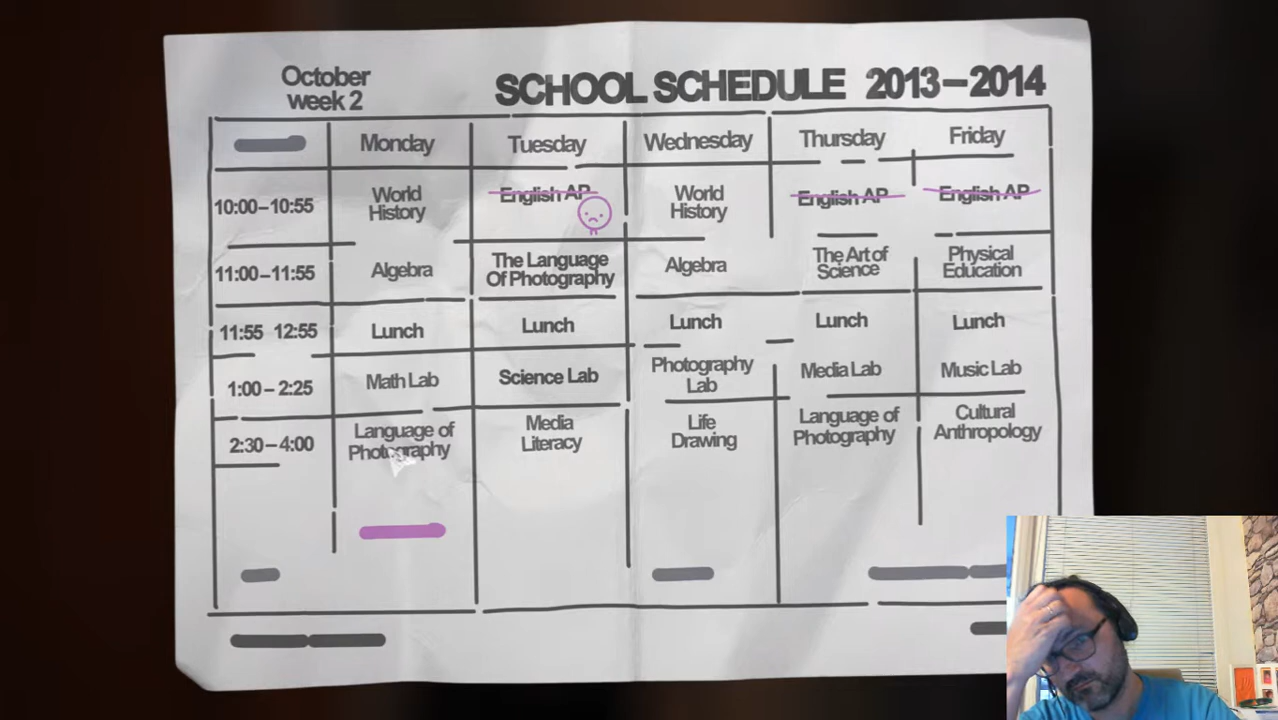 October
week 2
SCHOOL SCHEDULE 2013-2014
Monday
Tuesday
Wednesday
Thursday
Friday
10:00-10:55
World
History
English AP
World
History
English AP
English AP
11:00-11:55
Algebra
The Language
Of Photography
Algebra
The Art of
Science
Physical
Education
11:55 12:55
Lunch
Lunch
Lunch
Lunch
Lunch
1:00 - 2:25
Math Lab
Science Lab
Photography
Lab
Media Lab
Music Lab
2:30-4:00
Language of
Photography
Media
Literacy
Life
Drawing
Language of
Photography
Cultural
Anthropology